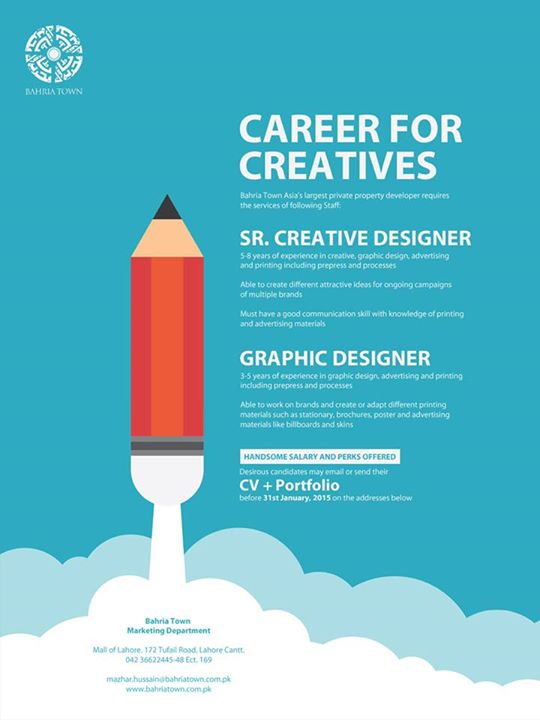 BAHRIA TOWN
CAREER FOR
CREATIVES
Bahria Town Asia's largest private property developer requires
the services of following Staff:
SR. CREATIVE DESIGNER
5-8 years of experience in creative, graphic design, advertising
and printing including prepress and processes
Able to create different attractive ideas for ongoing campaigns
of multiple brands
Must have a good communication skill with knowledge of printing
and advertising materials
GRAPHIC DESIGNER
3-5 years of experience in graphic design, advertising and printing
including prepress and processes
Able to work on brands and create or adapt different printing
materials such as stationary, brochures, poster and advertising
materials like billboards and skins
HANDSOME SALARY AND PERKS OFFERED
Desirous candidates may email or send their
CV + Portfolio
before 31st January, 2015 on the addresses below
Bahria Town
Marketing Department
Mall of Lahore, 172 Tufail Road, Lahore Cantt.
042 36622445-48 Ect. 169
mazhar.hussain@bahriatown.com.pk
www.bahriatown.com.pk